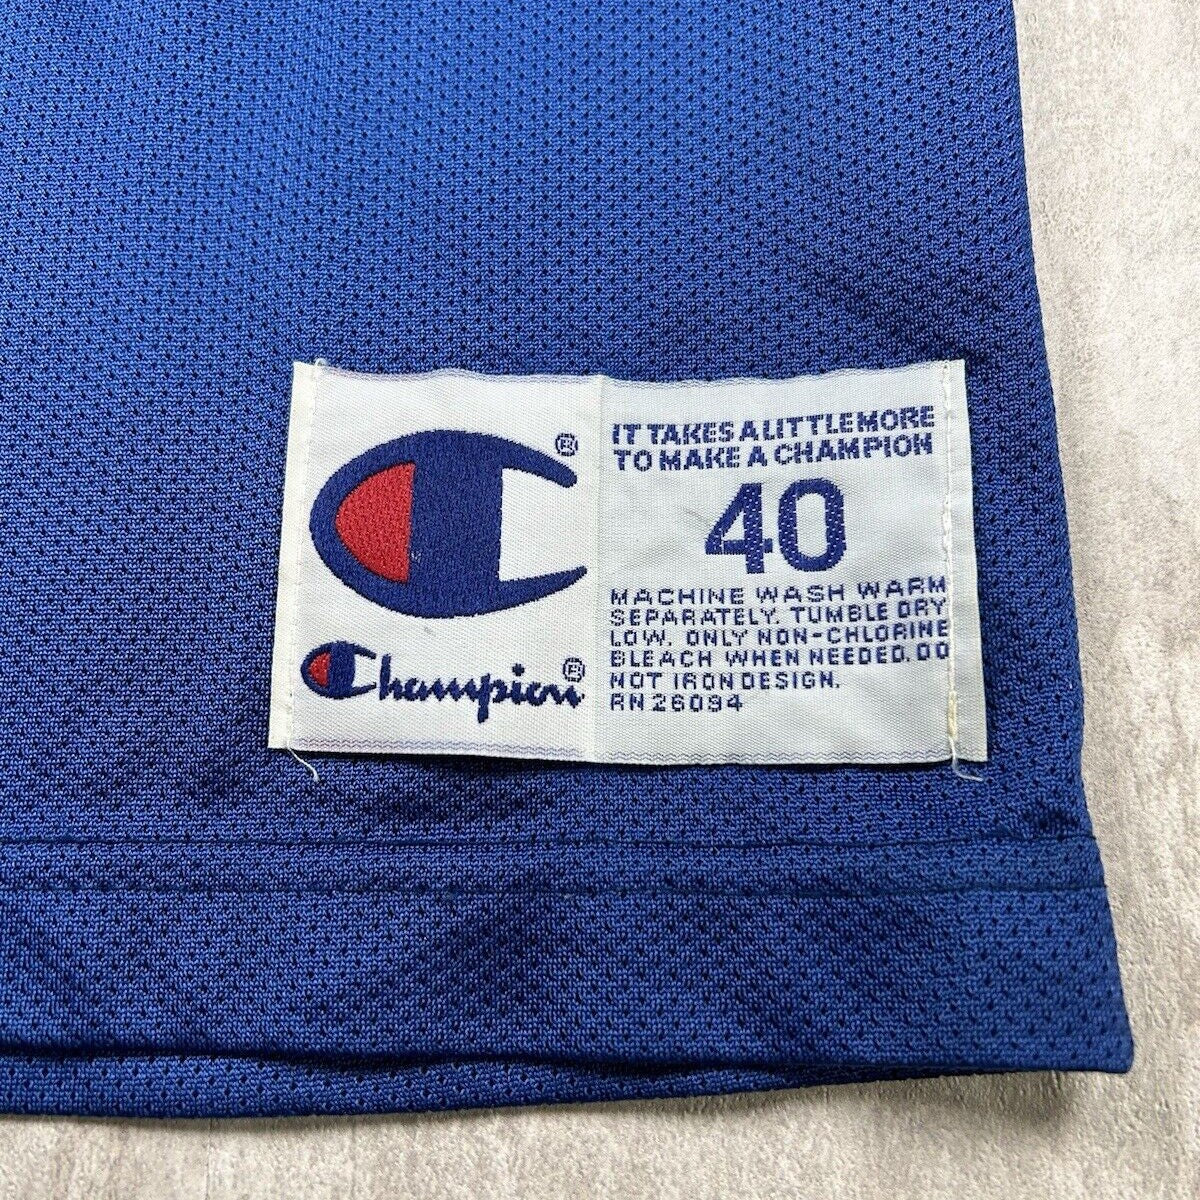 ®
Champion®
IT TAKES A LITTLE MORE
TO MAKE A CHAMPION
40
MACHINE WASH WARM
SEPARATELY. TUMBLE DRY
LOW. ONLY NON-CHLORINE
BLEACH WHEN NEEDED. DO
NOT IRON DESIGN.
RN 26094